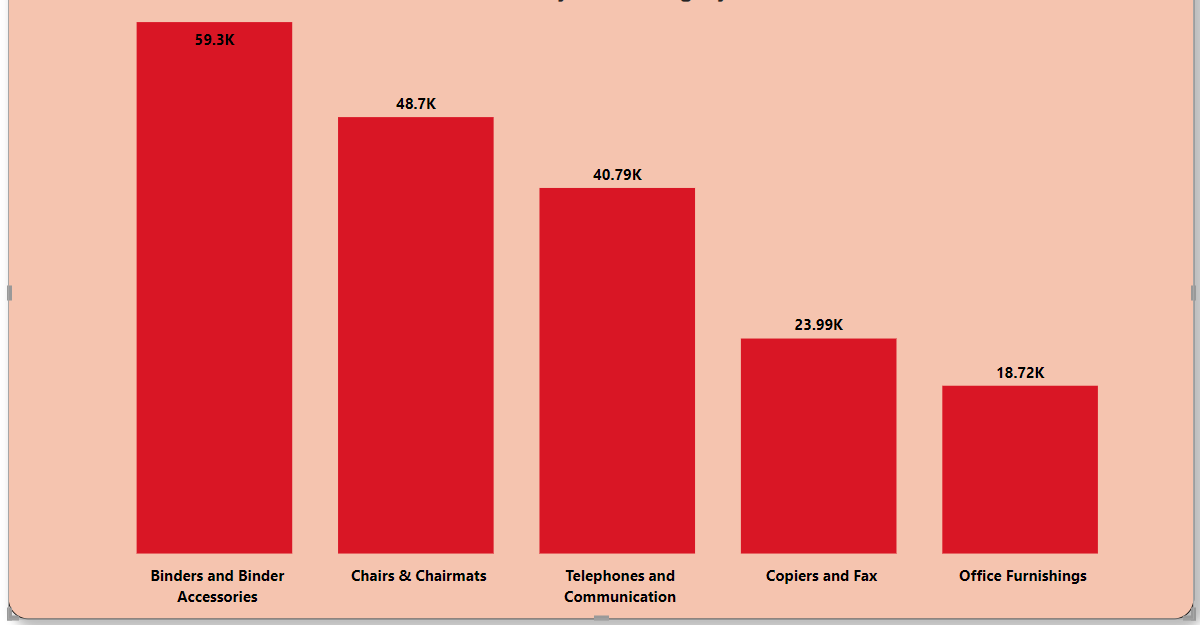 59.3K
48.7K
40.79K
23.99K
18.72K
Binders and Binder
Accessories
Chairs & Chairmats
Telephones and
Communication
Copiers and Fax
Office Furnishings